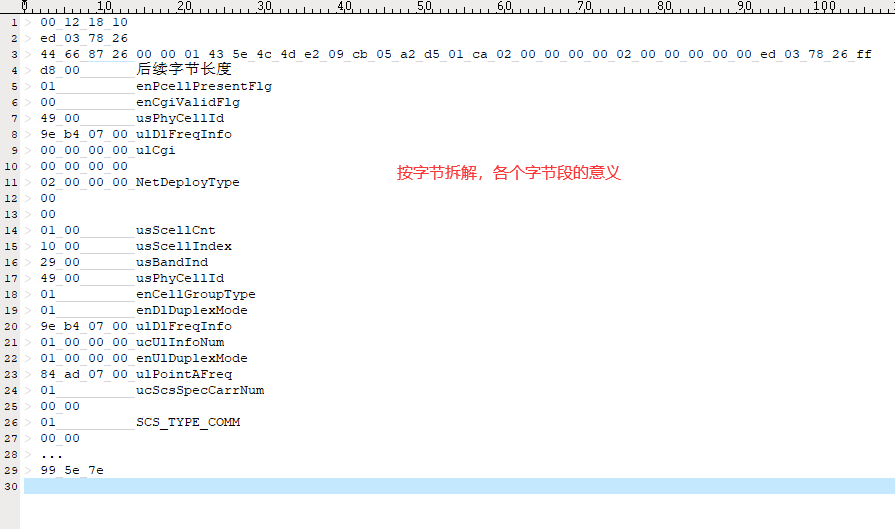 0 10 20 30 40 50 60 70 80 90 100
1 00 12 18 10
2 ed 03 78 26
3 44 66 87 26 00 00 01 43 5e 4c 4d e2 09 cb 05 a2 d5 01 ca 02 00 00 00 00 02 00 00 00 00 00 ed 03 78 26 ff
4 d8 00 后续字节长度
5 01 enPcellPresentFlg
6 00 enCgiValidFlg
7 49 00 usPhyCellId
8 9e b4 07 00 ulDlFreqInfo
9 00 00 00 00 ulCgi
10 00 00 00 00
按字节拆解，各个字节段的意义
11 02 00 00 00 NetDeployType
12 00
13 00
14 01 00 usScellCnt
15 10 00 usScellIndex
16 29 00 usBandInd
17 49 00 usPhyCellId
18 01 enCellGroupType
19 01 enDlDuplexMode
20 9e b4 07 00 ulDlFreqInfo
21 01 00 00 00 ucUlInfoNum
22 01 00 00 00 enUlDuplexMode
23 84 ad 07 00 ulPointAFreq
24 01 ucScsSpecCarrNum
25 00 00
26 01 SCS_TYPE_COMM
27 00 00
28 ...
29 99 5e 7e
30